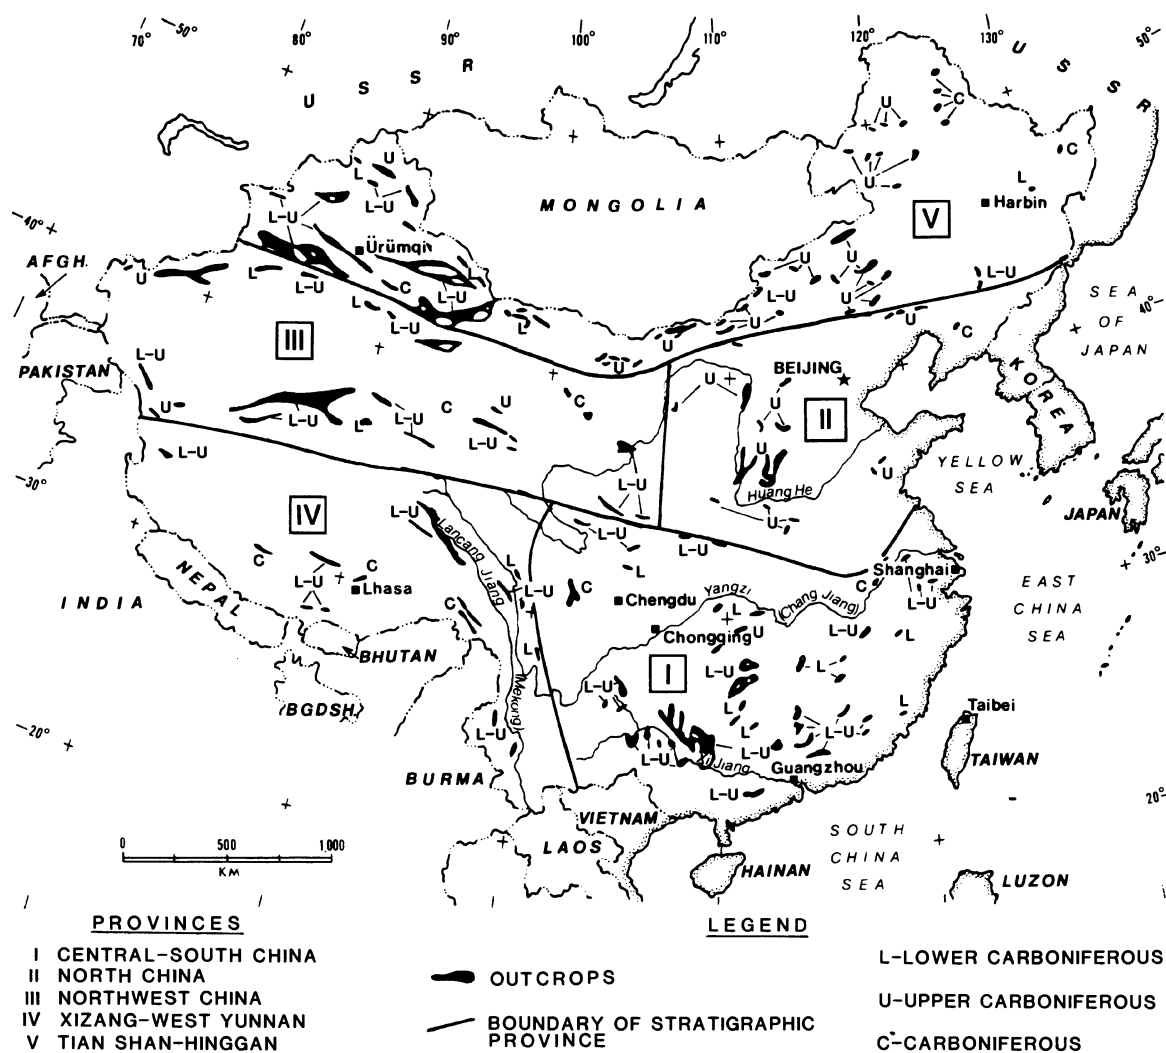 70°
50°
80°
90°
100°
110°
120°
130°
50°
U S S R
U S S R
U
C
C
U
U
L
U
L
L-U
MONGOLIA
Harbin
V
40°
L-U
Ürümqi
AFGH.
U
L
L-U
C
L
L-U
U
U
L-U
L-U
SEA
OF
JAPAN
40°
L
L-U
L
U
U
U
C
III
U
PAKISTAN
L-U
BEIJING
U
U
KOREA
II
U
L-U
L
L-U
C
U
C
L-U
U
L-U
30°
L-U
U
Huang He
YELLOW
SEA
JAPAN
IV
L-U
Lancang Jiang
L-U
L-U
U
30°
C
C
L-U
Lhasa
L
L
L-U
C
Chengdu
Yangzi
(Chang Jiang)
C
Shanghai
L-U
EAST
CHINA
SEA
INDIA
NEPAL
C
Chongqing
L
U
L-U
L
BHUTAN
L
I
L-U
L
BGDSH.
(Mekong)
L-U
L
L
Taibei
20°
L-U
L
L-U
L-U
L-U
Xi Jiang
Guangzhou
TAIWAN
BURMA
L-U
20°
VIETNAM
LAOS
SOUTH
CHINA
SEA
HAINAN
LUZON
0 500 1,000
KM
PROVINCES
I CENTRAL-SOUTH CHINA
II NORTH CHINA
III NORTHWEST CHINA
IV XIZANG-WEST YUNNAN
V TIAN SHAN-HINGGAN
LEGEND
OUTCROPS
BOUNDARY OF STRATIGRAPHIC
PROVINCE
L-LOWER CARBONIFEROUS
U-UPPER CARBONIFEROUS
C-CARBONIFEROUS